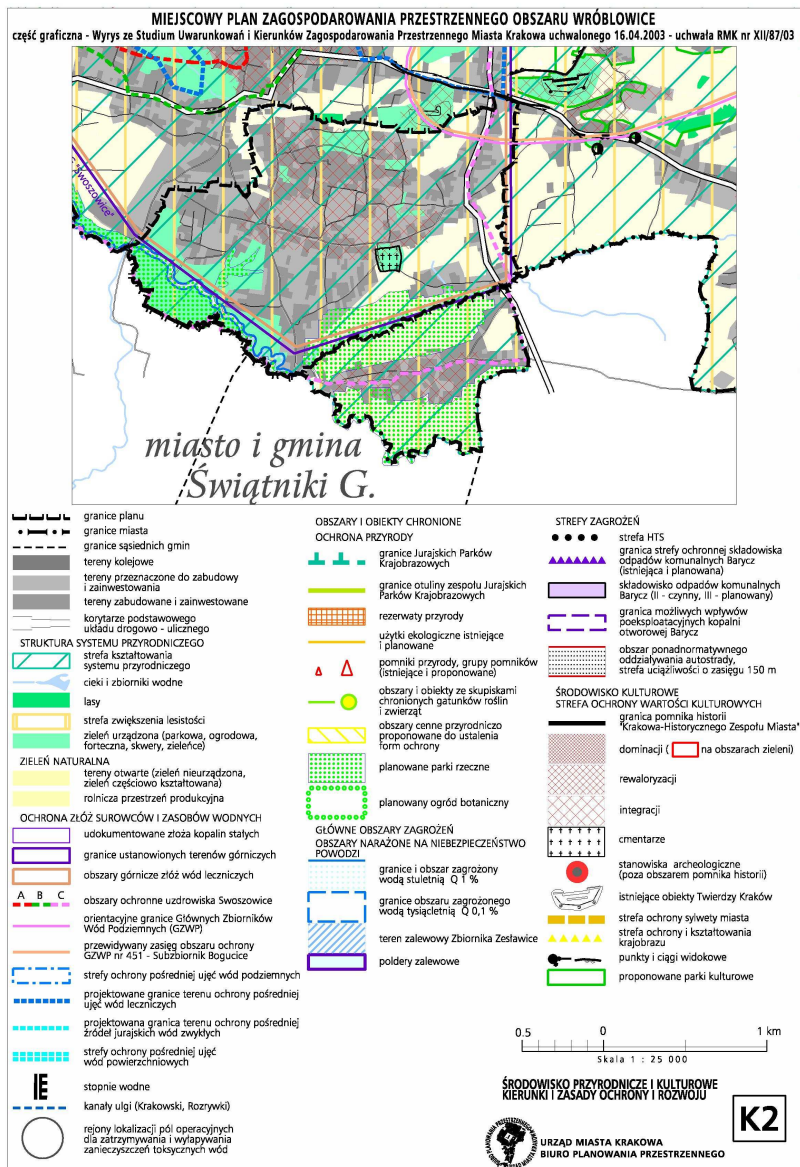 MIEJSCOWY PLAN ZAGOSPODAROWANIA PRZESTRZENNEGO OBSZARU WRÓBLOWICE
część graficzna - Wyrys ze Studium Uwarunkowań i Kierunków Zagospodarowania Przestrzennego Miasta Krakowa uchwalonego 16.04.2003 - uchwała RMK nr XII/87/03
"Swoszowice"
miasto i gmina
Świątniki G.
granice planu
granice miasta
granice sąsiednich gmin
tereny kolejowe
tereny przeznaczone do zabudowy
i zainwestowania
tereny zabudowane i zainwestowane
korytarze podstawowego
układu drogowo - ulicznego
STRUKTURA SYSTEMU PRZYRODNICZEGO
strefa kształtowania
systemu przyrodniczego
cieki i zbiorniki wodne
lasy
strefa zwiększenia lesistości
zieleń urządzona (parkowa, ogrodowa,
forteczna, skwery, zieleńce)
ZIELEŃ NATURALNA
tereny otwarte (zieleń nieurządzona,
zieleń częściowo kształtowana)
rolnicza przestrzeń produkcyjna
OCHRONA ZŁÓŻ SUROWCÓW I ZASOBÓW WODNYCH
udokumentowane złoża kopalin stałych
granice ustanowionych terenów górniczych
obszary górnicze złóż wód leczniczych
A B C
obszary ochronne uzdrowiska Swoszowice
orientacyjne granice Głównych Zbiorników
Wód Podziemnych (GZWP)
przewidywany zasięg obszaru ochrony
GZWP nr 451 - Subzbiornik Bogucice
strefy ochrony pośredniej ujęć wód podziemnych
projektowane granice terenu ochrony pośredniej
ujęć wód leczniczych
projektowana granica terenu ochrony pośredniej
źródeł jurajskich wód zwykłych
strefy ochrony pośredniej ujęć
wód powierzchniowych
stopnie wodne
kanały ulgi (Krakowski, Rozrywki)
rejony lokalizacji pól operacyjnych
dla zatrzymywania i wyłapywania
zanieczyszczeń toksycznych wód
OBSZARY I OBIEKTY CHRONIONE
OCHRONA PRZYRODY
granice Jurajskich Parków
Krajobrazowych
granice otuliny zespołu Jurajskich
Parków Krajobrazowych
rezerwaty przyrody
użytki ekologiczne istniejące
i planowane
pomniki przyrody, grupy pomników
(istniejące i proponowane)
obszary i obiekty ze skupiskami
chronionych gatunków roślin
i zwierząt
obszary cenne przyrodniczo
proponowane do ustalenia
form ochrony
planowane parki rzeczne
planowany ogród botaniczny
GŁÓWNE OBSZARY ZAGROŻEŃ
OBSZARY NARAŻONE NA NIEBEZPIECZEŃSTWO
POWODZI
granice i obszar zagrożony
wodą stuletnią Q 1 %
granice obszaru zagrożonego
wodą tysiącletnią Q 0,1 %
teren zalewowy Zbiornika Zesławice
poldery zalewowe
STREFY ZAGROŻEŃ
strefa HTS
granica strefy ochronnej składowiska
odpadów komunalnych Barycz
(istniejąca i planowana)
składowisko odpadów komunalnych
Barycz (II - czynny, III - planowany)
granica możliwych wpływów
poeksploatacyjnych kopalni
otworowej Barycz
obszar ponadnormatywnego
oddziaływania autostrady,
strefa uciążliwości o zasięgu 150 m
ŚRODOWISKO KULTUROWE
STREFA OCHRONY WARTOŚCI KULTUROWYCH
granica pomnika historii
"Krakowa-Historycznego Zespołu Miasta"
dominacji ( na obszarach zieleni)
rewaloryzacji
integracji
cmentarze
stanowiska archeologiczne
(poza obszarem pomnika historii)
istniejące obiekty Twierdzy Kraków
strefa ochrony sylwety miasta
strefa ochrony i kształtowania
krajobrazu
punkty i ciągi widokowe
proponowane parki kulturowe
0.5 0 1 km
Skala 1 : 25 000
ŚRODOWISKO PRZYRODNICZE I KULTUROWE
KIERUNKI I ZASADY OCHRONY I ROZWOJU
K2
URZĄD MIASTA KRAKOWA
BIURO PLANOWANIA PRZESTRZENNEGO